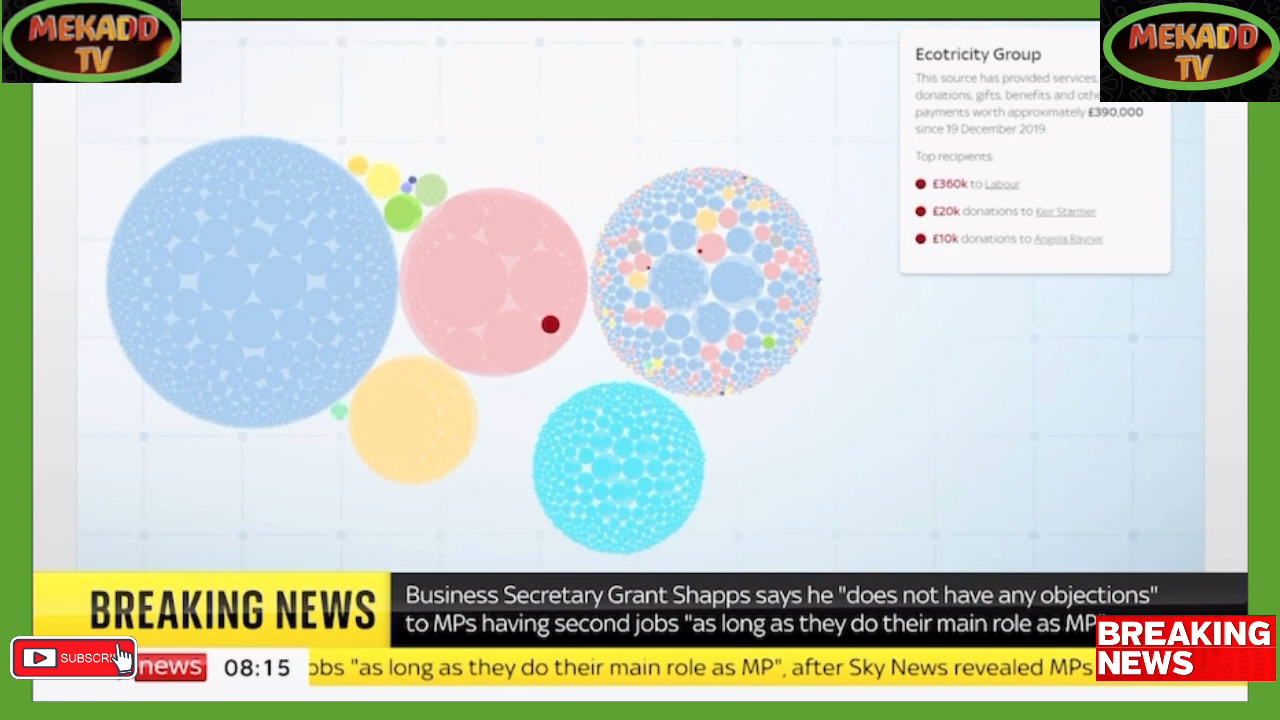 MEKADD
TV
MEKADD
TV
Ecotricity Group
This source has provided services,
donations, gifts, benefits and
payments worth approximately £390,000
since 19 December 2019.
Top recipients:
£360k to Labour
£20k donations to Keir Starmer
£10k donations to Angela Rayner
BREAKING NEWS
Business Secretary Grant Shapps says he "does not have any objections"
to MPs having second jobs "as long as they do their main role as MP"
BREAKING
NEWS
SUBSCRI
news
08:15
jobs "as long as they do their main role as MP", after Sky News revealed MPs